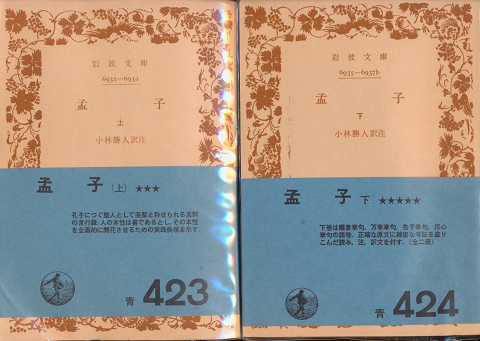 岩波文庫
6932—6934
孟子
上
小林勝人訳注
孟子(上)★★★
孔子につぐ聖人として至聖と称せられる孟軻
の言行録．人の本性は善であるとし，その本性
を全面的に開花させるための実践倫理を示す．
青 423
岩波文庫
6935—6937b
孟子
下
小林勝人訳注
孟子 下 ★★★★★
下巻は離婁章句，万章章句，告子章句，尽心
章句の諸巻．正確な原文に綿密な考証を盛り
こんだ読み，注，訳文を付す．（全二冊）
青 424